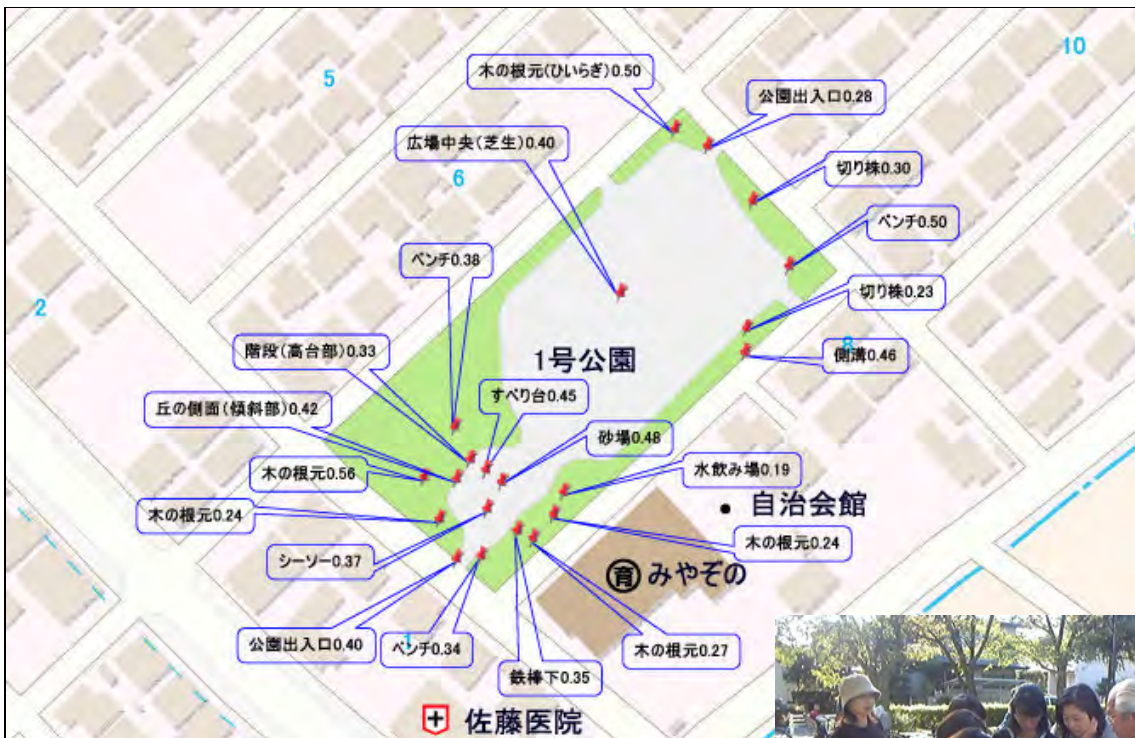 10
木の根元(ひいらぎ)0.50
5
公園出入口0.28
広場中央(芝生)0.40
切り株0.30
6
ベンチ0.50
ベンチ0.38
切り株0.23
2
8
側溝0.46
階段(高台部)0.33
1号公園
すべり台0.45
丘の側面(傾斜部)0.42
砂場0.48
木の根元0.56
水飲み場0.19
自治会館
木の根元0.24
木の根元0.24
シーソー0.37
育 みやぞの
公園出入口0.40
1
ベンチ0.34
木の根元0.27
鉄棒下0.35
佐藤医院